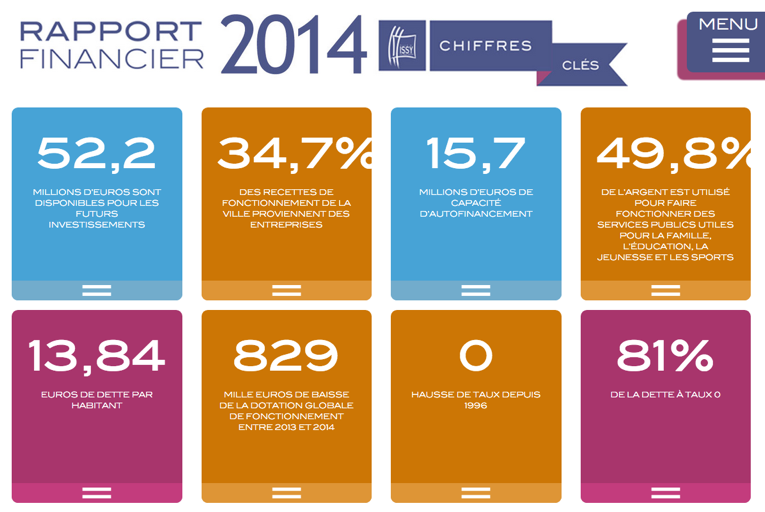 RAPPORT
FINANCIER
2014
ISSY
CHIFFRES
CLÉS
MENU
52,2
MILLIONS D'EUROS SONT
DISPONIBLES POUR LES
FUTURS
INVESTISSEMENTS
34,7%
DES RECETTES DE
FONCTIONNEMENT DE LA
VILLE PROVIENNENT DES
ENTREPRISES
15,7
MILLIONS D'EUROS DE
CAPACITÉ
D'AUTOFINANCEMENT
49,8%
DE L'ARGENT EST UTILISÉ
POUR FAIRE
FONCTIONNER DES
SERVICES PUBLICS UTILES
POUR LA FAMILLE,
L'ÉDUCATION, LA
JEUNESSE ET LES SPORTS
13,84
EUROS DE DETTE PAR
HABITANT
829
MILLE EUROS DE BAISSE
DE LA DOTATION GLOBALE
DE FONCTIONNEMENT
ENTRE 2013 ET 2014
0
HAUSSE DE TAUX DEPUIS
1996
81%
DE LA DETTE À TAUX 0